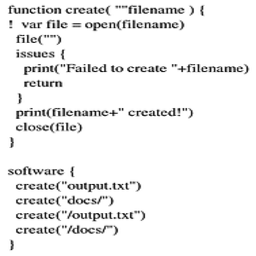 function create( ""filename ) {
! var file = open(filename)
file("")
issues {
print("Failed to create "+filename)
return
}
print(filename+" created!")
close(file)
}
software {
create("output.txt")
create("docs/")
create("/output.txt")
create("/docs/")
}